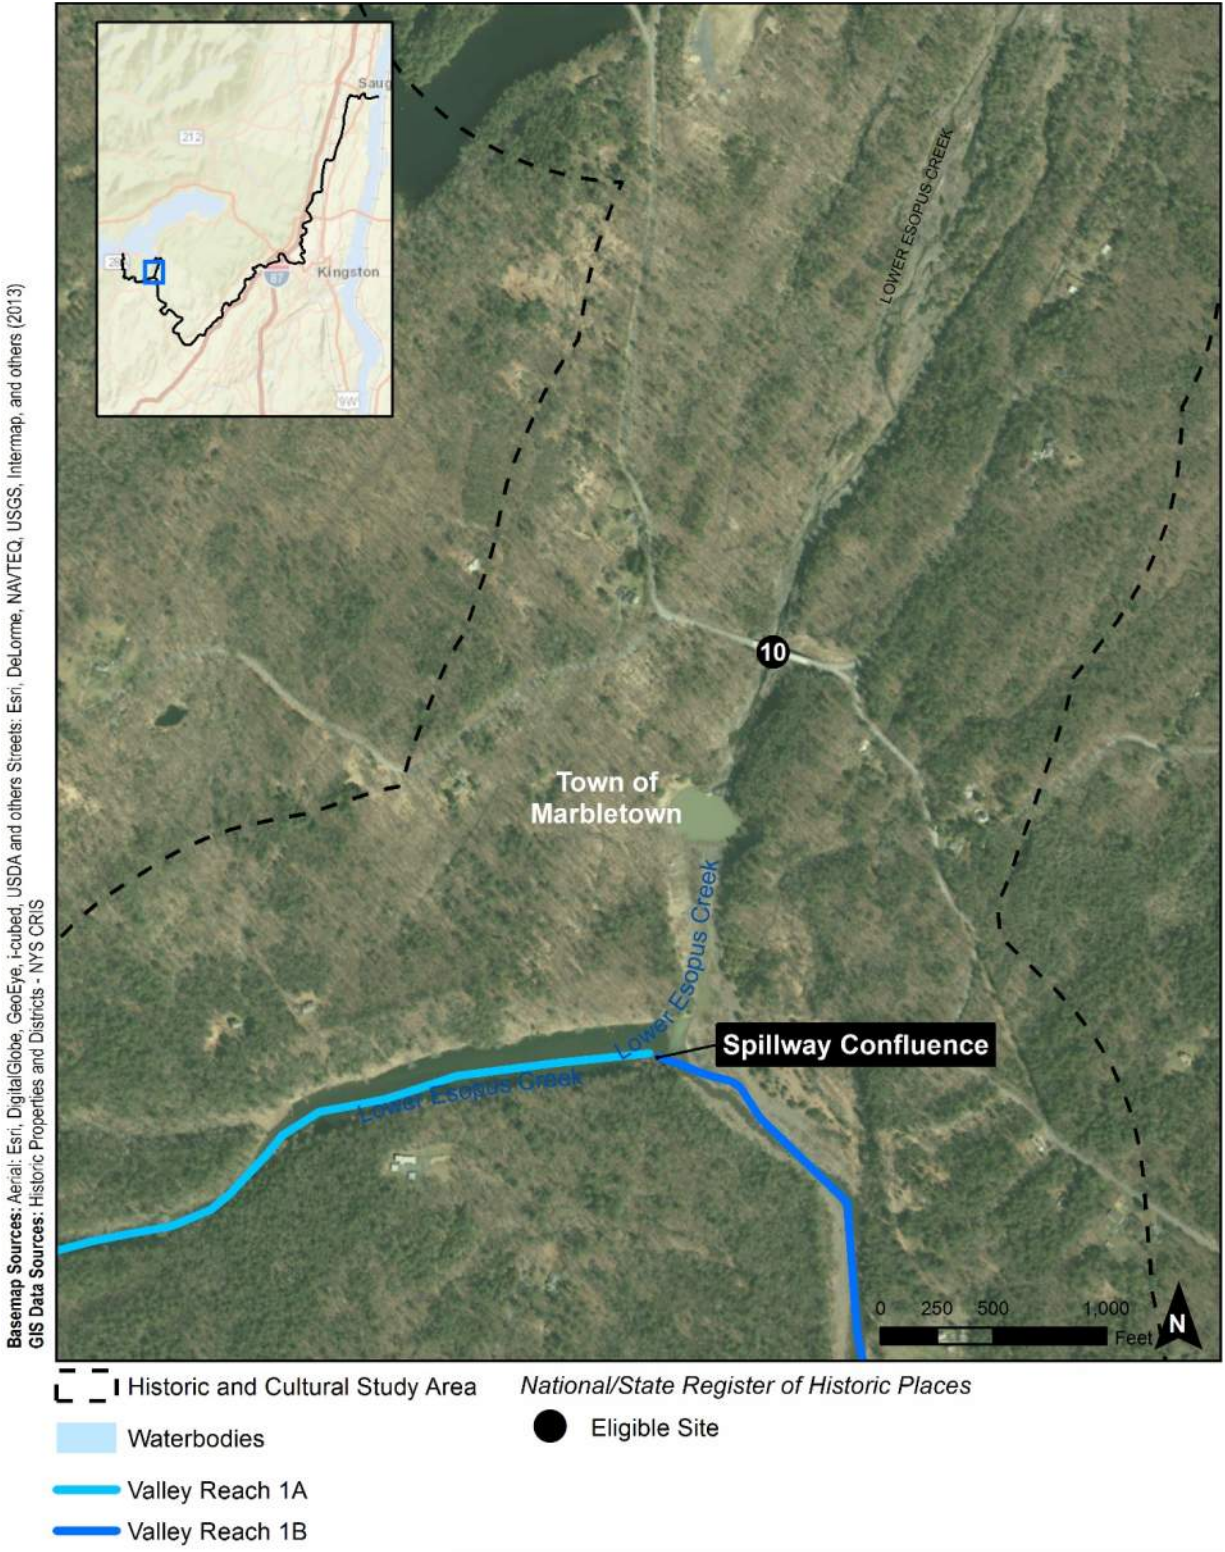 Saug
212
28
87
Kingston
9W
LOWER ESOPUS CREEK
10
Town of
Marbletown
Lower Esopus Creek
Spillway Confluence
Lower Esopus Creek
0 250 500 1,000
Feet
N
Basemap Sources: Aerial: Esri, DigitalGlobe, GeoEye, i-cubed, USDA and others Streets: Esri, DeLorme, NAVTEQ, USGS, Intermap, and others (2013)
GIS Data Sources: Historic Properties and Districts - NYS CRIS
Historic and Cultural Study Area
National/State Register of Historic Places
Waterbodies
Eligible Site
Valley Reach 1A
Valley Reach 1B